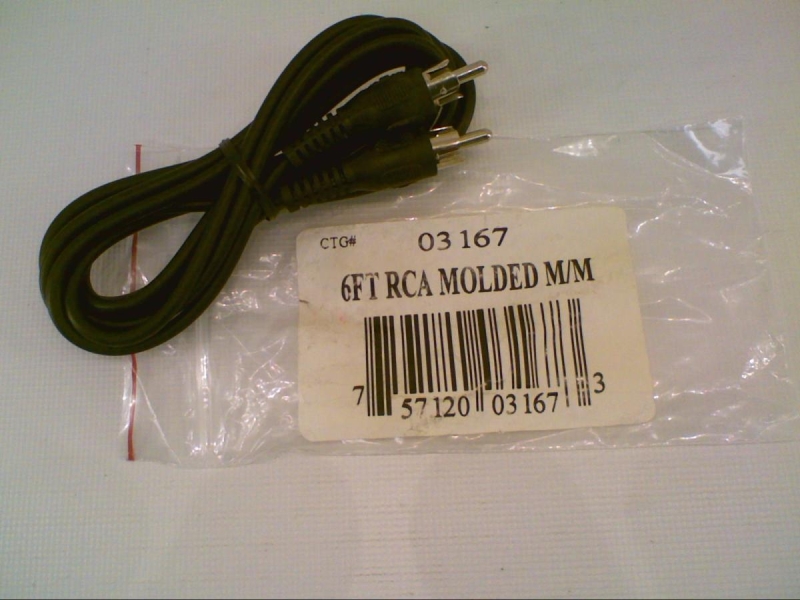 CTG# 03 167
6FT RCA MOLDED M/M
7 57120 03167 3